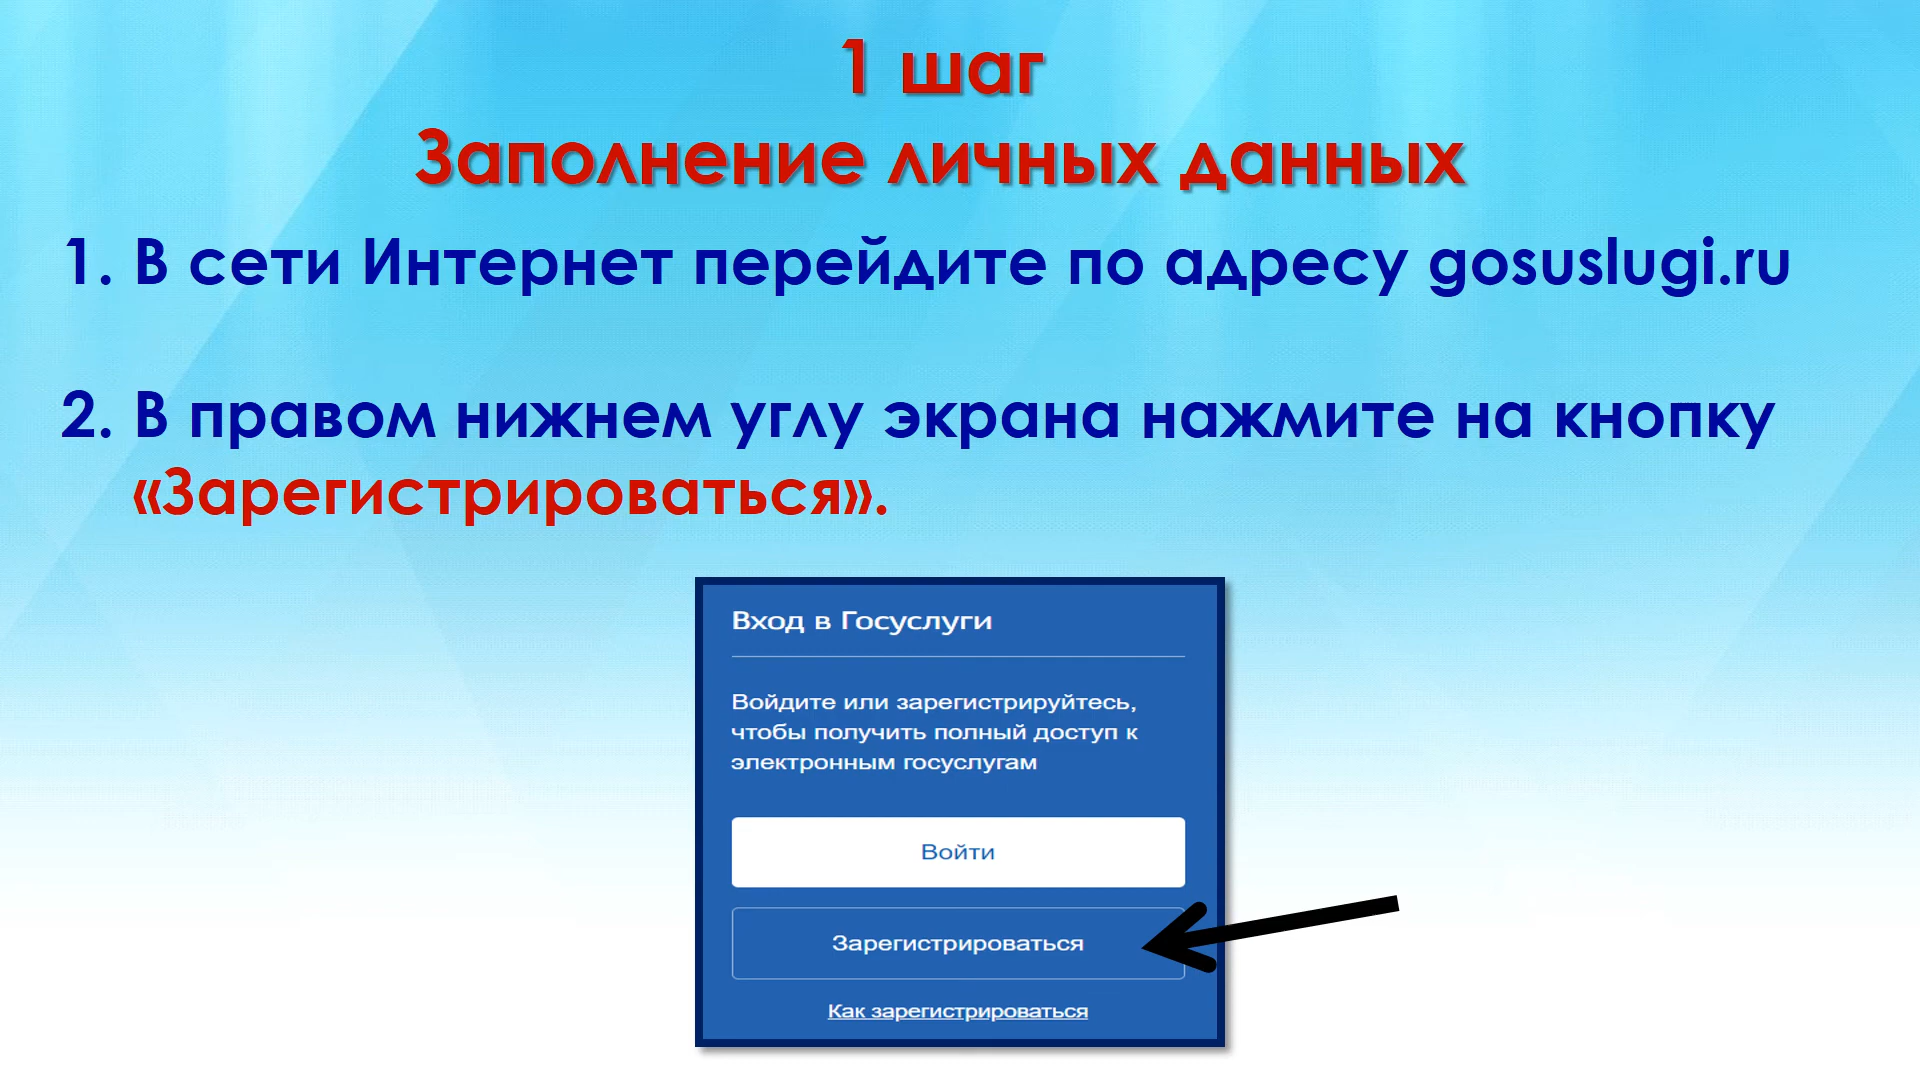 1 шаг
Заполнение личных данных
1. В сети Интернет перейдите по адресу gosuslugi.ru
2. В правом нижнем углу экрана нажмите на кнопку
«Зарегистрироваться».
Вход в Госуслуги
Войдите или зарегистрируйтесь,
чтобы получить полный доступ к
электронным госуслугам
Войти
Зарегистрироваться
Как зарегистрироваться